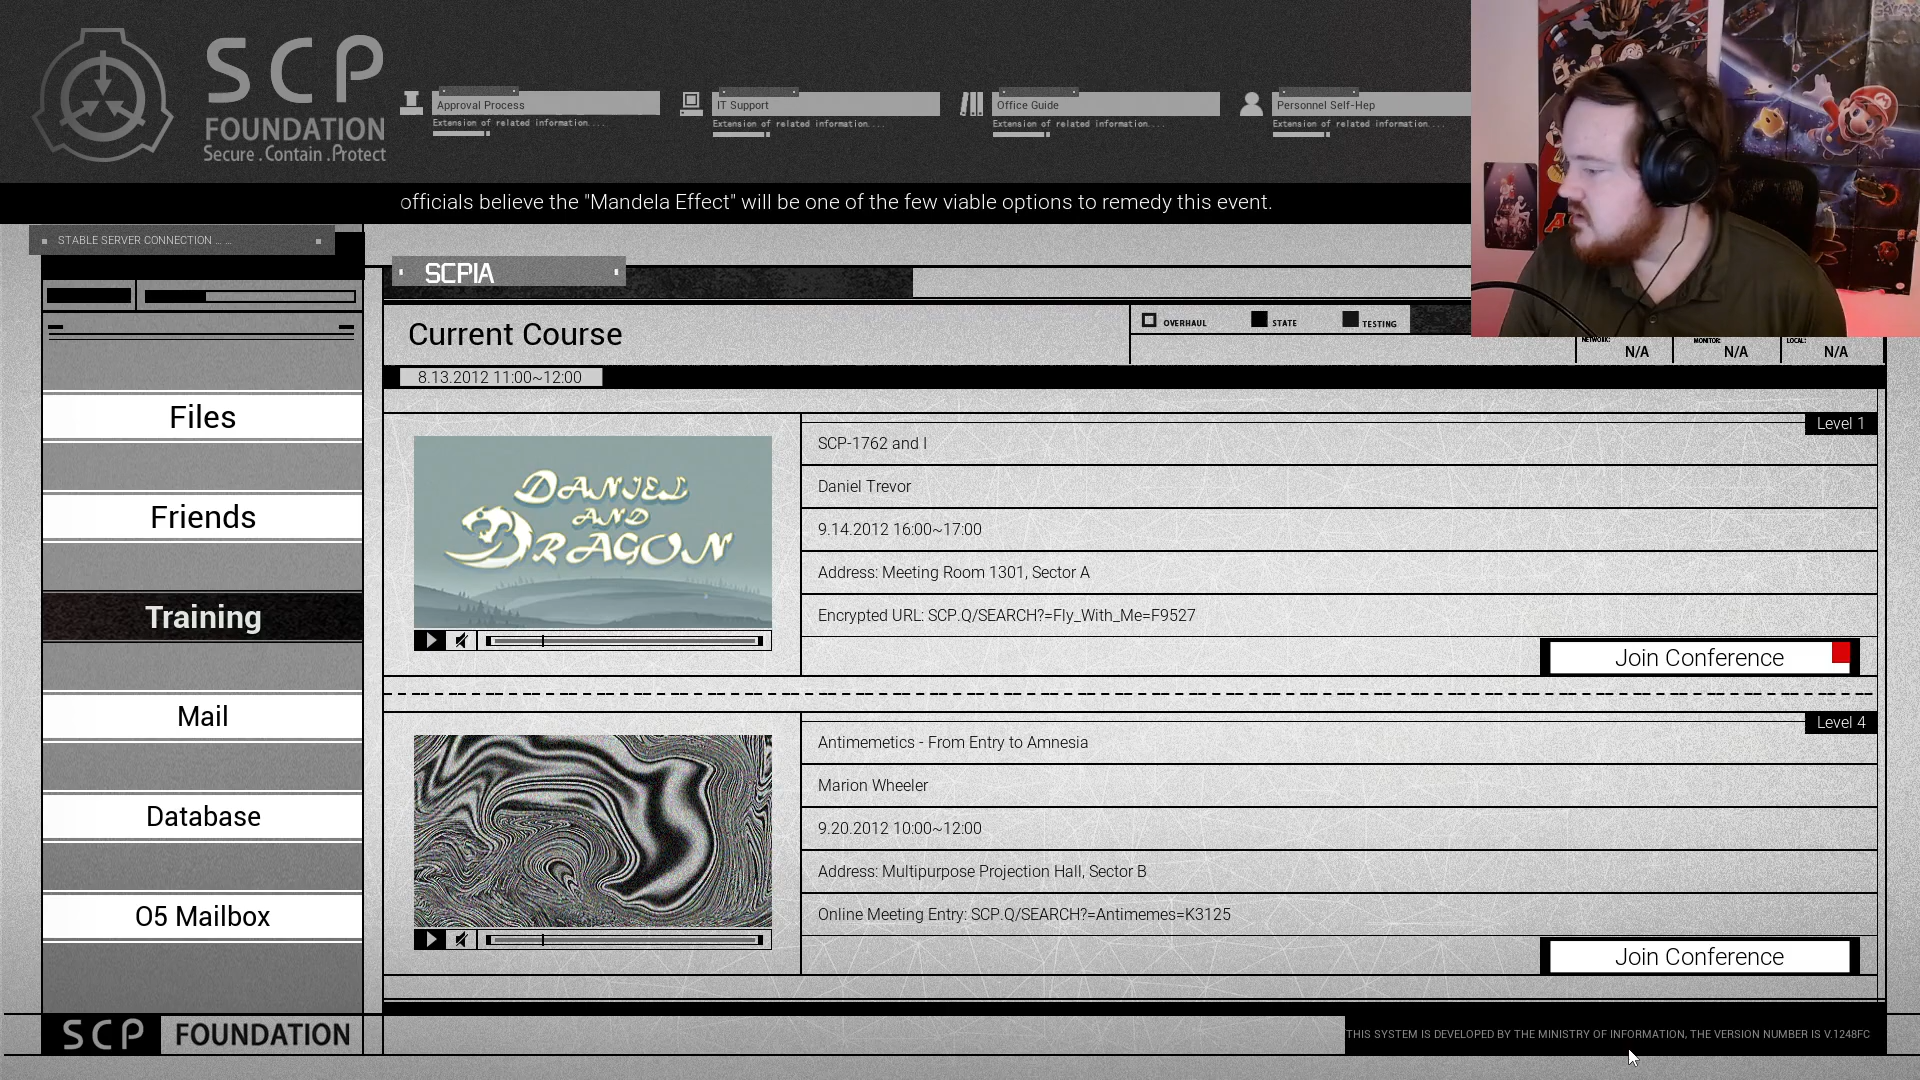 SCP
FOUNDATION
Secure . Contain . Protect
Approval Process
Extension of related information....
IT Support
Extension of related information....
Office Guide
Extension of related information....
Personnel Self-Hep
Extension of related information....
officials believe the "Mandela Effect" will be one of the few viable options to remedy this event.
STABLE SERVER CONNECTION ... ...
SCPIA
Current Course
OVERHAUL
STATE
TESTING
NETWORK:
N/A
MONITOR:
N/A
LOCAL:
N/A
8.13.2012 11:00~12:00
Files
Friends
Training
Mail
Database
O5 Mailbox
DANIEL
AND
DRAGON
Level 1
SCP-1762 and I
Daniel Trevor
9.14.2012 16:00~17:00
Address: Meeting Room 1301, Sector A
Encrypted URL: SCP.Q/SEARCH?=Fly_With_Me=F9527
Join Conference
Level 4
Antimemetics - From Entry to Amnesia
Marion Wheeler
9.20.2012 10:00~12:00
Address: Multipurpose Projection Hall, Sector B
Online Meeting Entry: SCP.Q/SEARCH?=Antimemes=K3125
Join Conference
SCP FOUNDATION
THIS SYSTEM IS DEVELOPED BY THE MINISTRY OF INFORMATION, THE VERSION NUMBER IS V.1248FC